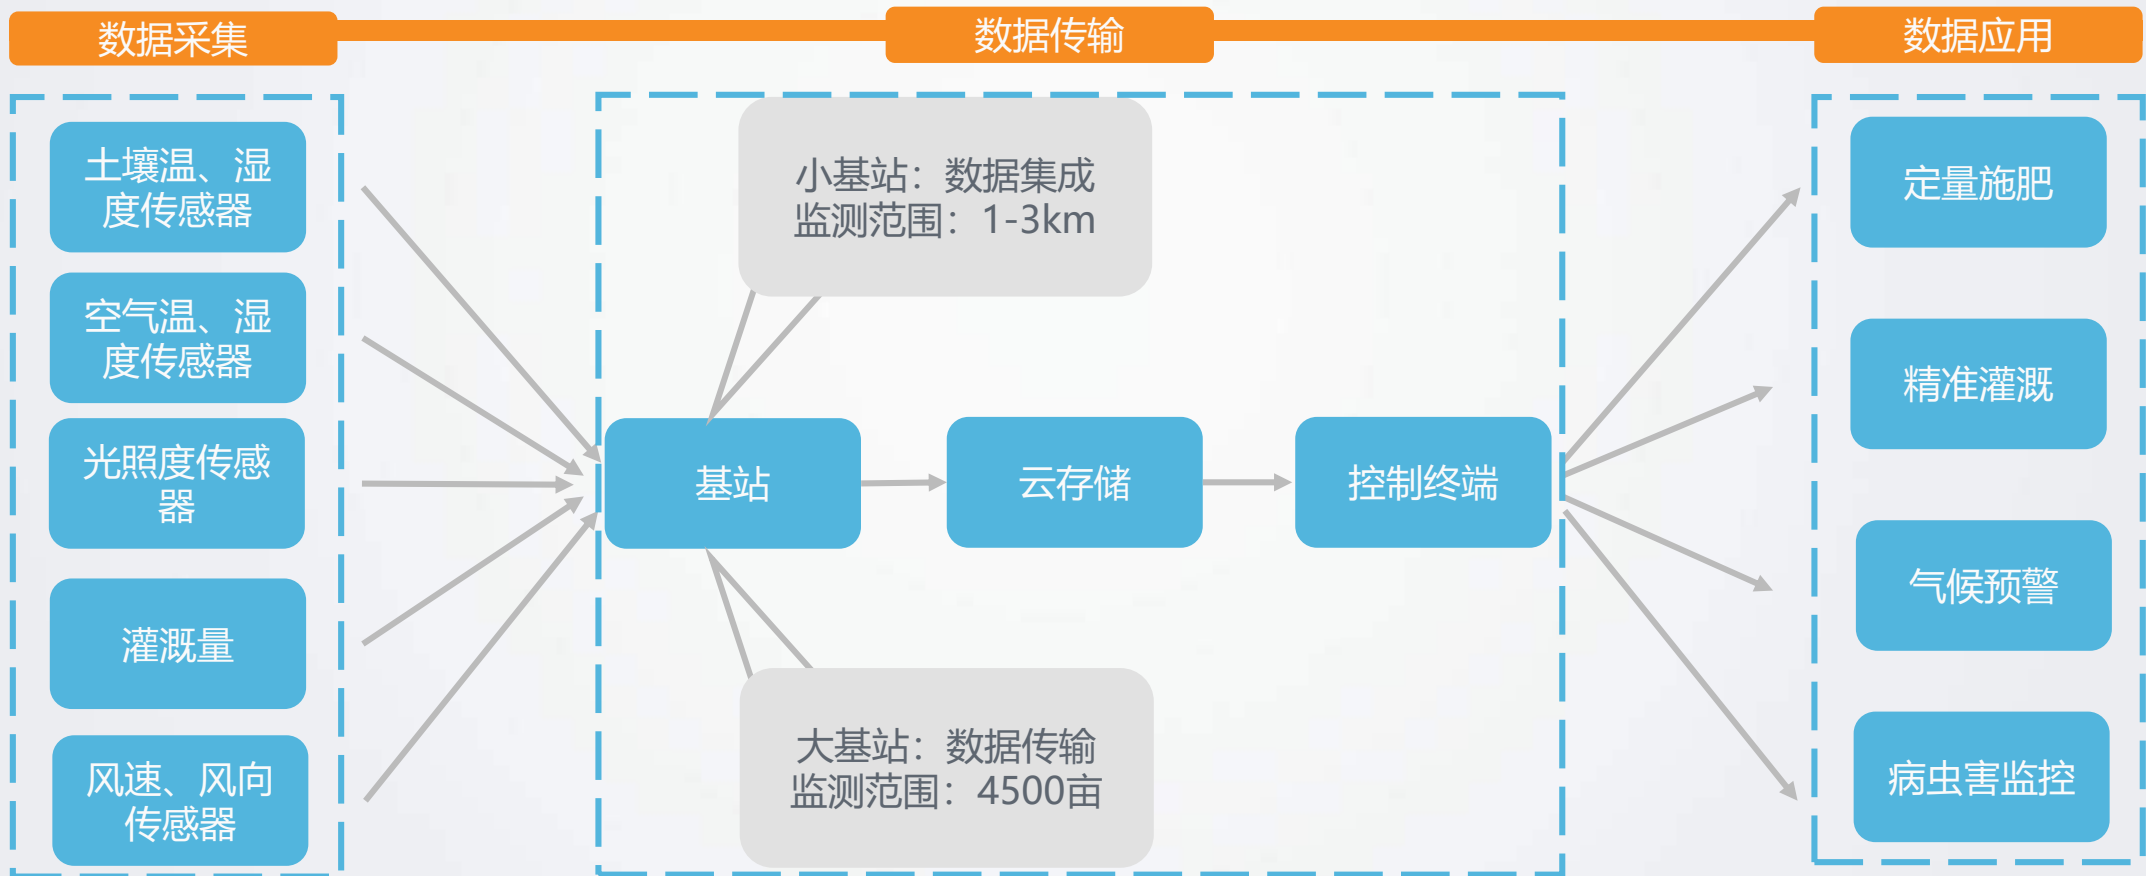 数据采集
数据传输
数据应用
土壤温、湿
度传感器
空气温、湿
度传感器
光照度传感
器
灌溉量
风速、风向
传感器
小基站：数据集成
监测范围：1-3km
基站
云存储
控制终端
大基站：数据传输
监测范围：4500亩
定量施肥
精准灌溉
气候预警
病虫害监控